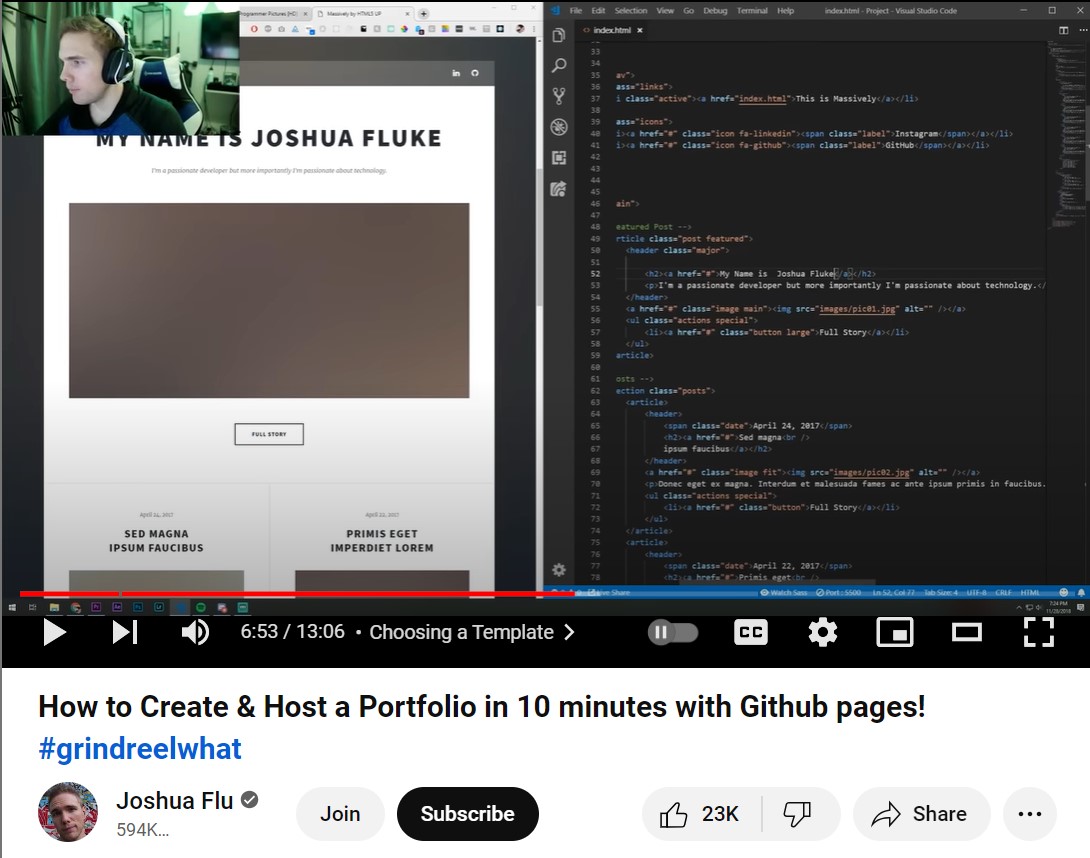 Programmer Pictures [HD]
Massively by HTML5 UP
MY NAME IS JOSHUA FLUKE
I'm a passionate developer but more importantly I'm passionate about technology.
FULL STORY
April 24, 2017
SED MAGNA
IPSUM FAUCIBUS
April 22, 2017
PRIMIS EGET
IMPERDIET LOREM
File Edit Selection View Go Debug Terminal Help
index.html - Project - Visual Studio Code
index.html
33
34
35 av">
36 ass="links">
37 i class="active"><a href="index.html">This is Massively</a></li>
38
39 ass="icons">
40 i><a href="#" class="icon fa-linkedin"><span class="label">Instagram</span></a></li>
41 i><a href="#" class="icon fa-github"><span class="label">GitHub</span></a></li>
42
43
44
45
46 ain">
47
48 eatured Post -->
49 rticle class="post featured">
50 <header class="major">
51
52 <h2><a href="#">My Name is  Joshua Fluke</a></h2>
53 <p>I'm a passionate developer but more importantly I'm passionate about technology.</
54 </header>
55 <a href="#" class="image main"><img src="images/pic01.jpg" alt="" /></a>
56 <ul class="actions special">
57 <li><a href="#" class="button large">Full Story</a></li>
58 </ul>
59 article>
60
61 osts -->
62 ection class="posts">
63 <article>
64 <header>
65 <span class="date">April 24, 2017</span>
66 <h2><a href="#">Sed magna<br />
67 ipsum faucibus</a></h2>
68 </header>
69 <a href="#" class="image fit"><img src="images/pic02.jpg" alt="" /></a>
70 <p>Donec eget ex magna. Interdum et malesuada fames ac ante ipsum primis in faucibus.
71 <ul class="actions special">
72 <li><a href="#" class="button">Full Story</a></li>
73 </ul>
74 </article>
75 <article>
76 <header>
77 <span class="date">April 22, 2017</span>
78 <h2><a href="#">Primis eget<br />
Live Share
Watch Sass Port : 5500 Ln 52, Col 77 Tab Size: 4 UTF-8 CRLF HTML
7:24 PM
11/28/2018
6:53 / 13:06 • Choosing a Template
CC
How to Create & Host a Portfolio in 10 minutes with Github pages!
#grindreelwhat
Joshua Flu
594K...
Join
Subscribe
23K
Share